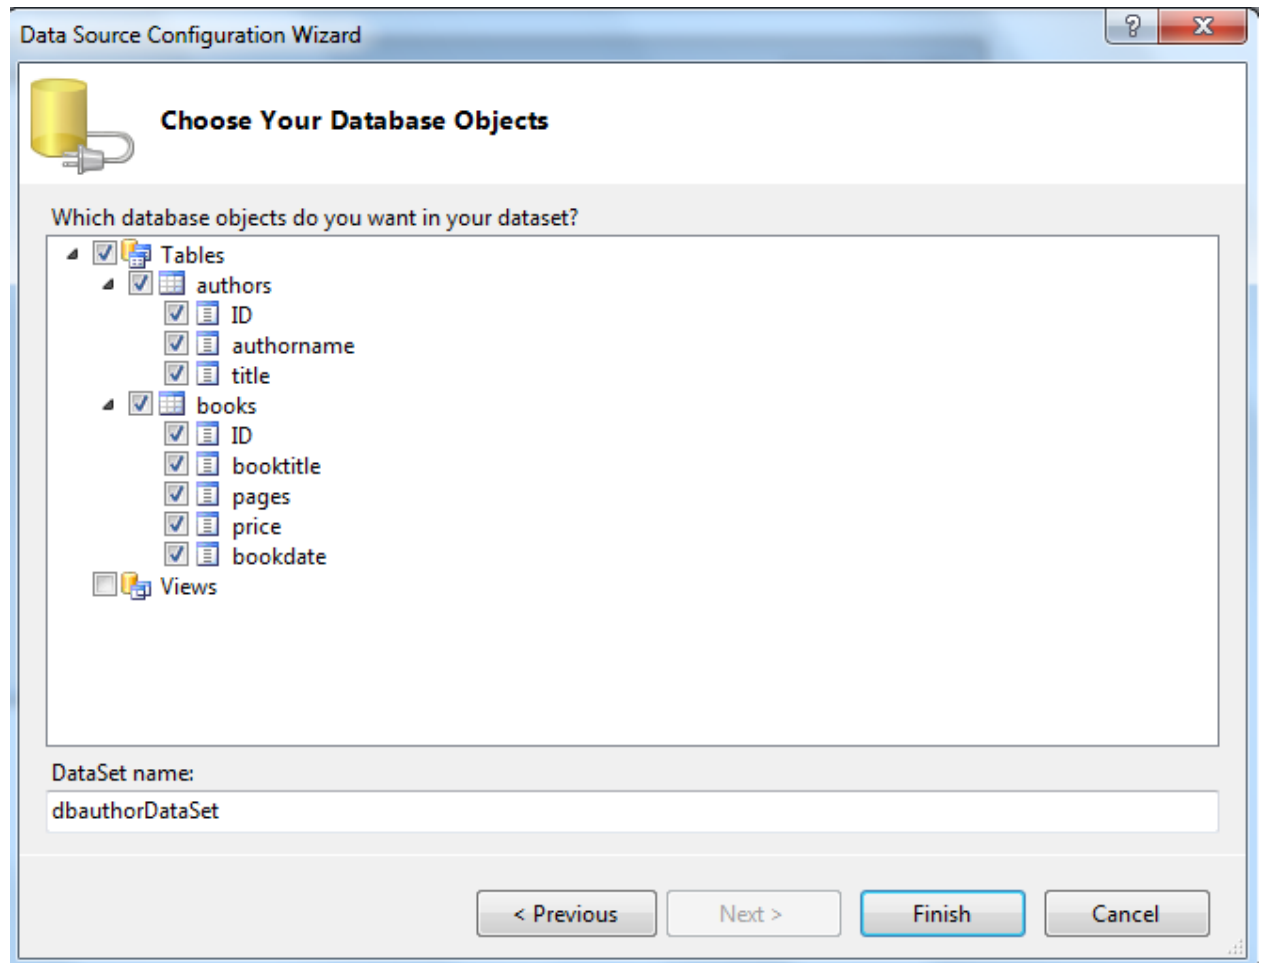 Data Source Configuration Wizard
?
Choose Your Database Objects
Which database objects do you want in your dataset?
Tables
authors
ID
authorname
title
books
ID
booktitle
pages
price
bookdate
Views
DataSet name:
dbauthorDataSet
< Previous
Next >
Finish
Cancel